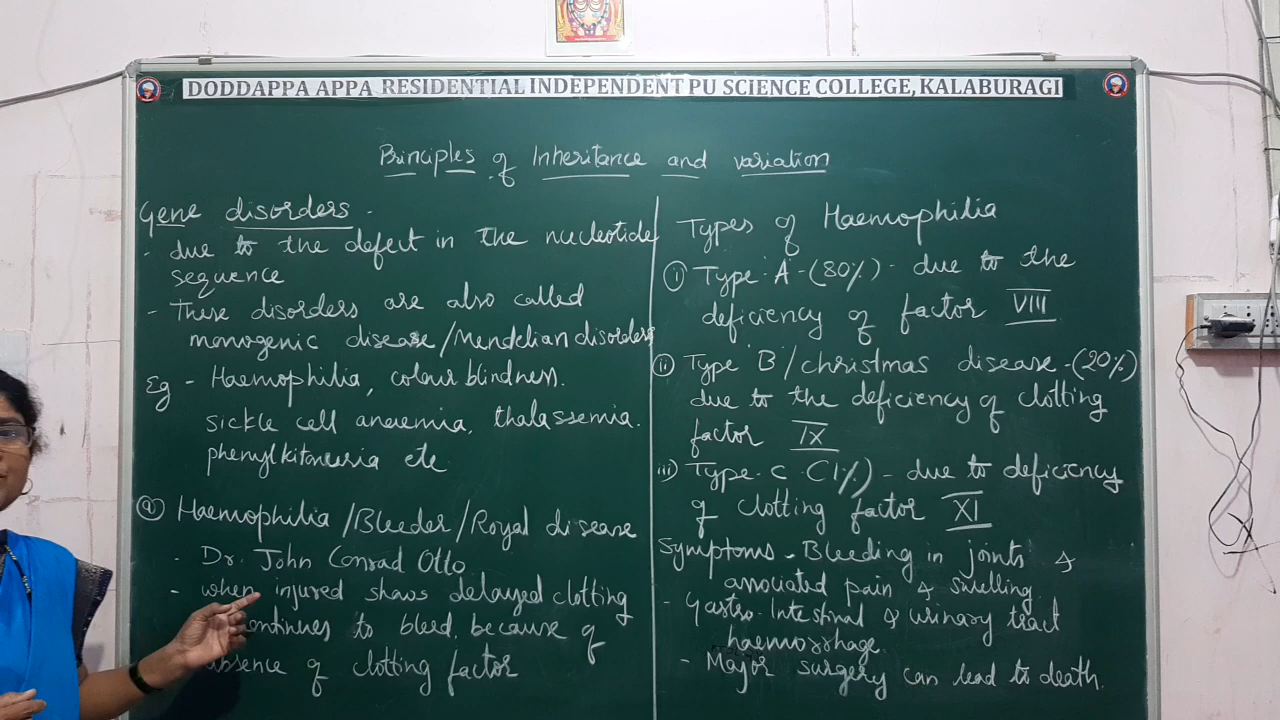 DODDAPPA APPA RESIDENTIAL INDEPENDENT PU SCIENCE COLLEGE, KALABURAGI
Principles of Inheritance and variation
Gene disorders -
- due to the defect in the nucleotide
sequence
- These disorders are also called
monogenic disease/Mendelian disorders
Eg - Haemophilia, colour blindness.
sickle cell anaemia, thalassemia.
phenylkitonuria etc
(a) Haemophilia/Bleeder/Royal disease
- Dr. John Conrad Otto
- when injured shows delayed clotting
continues to bleed. because of
absence of clotting factor
Types of Haemophilia
(i) Type 'A - (80%) - due to the
deficiency of factor VIII
(ii) Type B/christmas disease - (20%)
due to the deficiency of clotting
factor IX
iii) Type - c (1%) - due to deficiency
of clotting factor XI
Symptoms - Bleeding in joints &
associated pain & swelling
- Gastro-Intestinal & urinary tract
haemorrhage.
- Major surgery can lead to death.